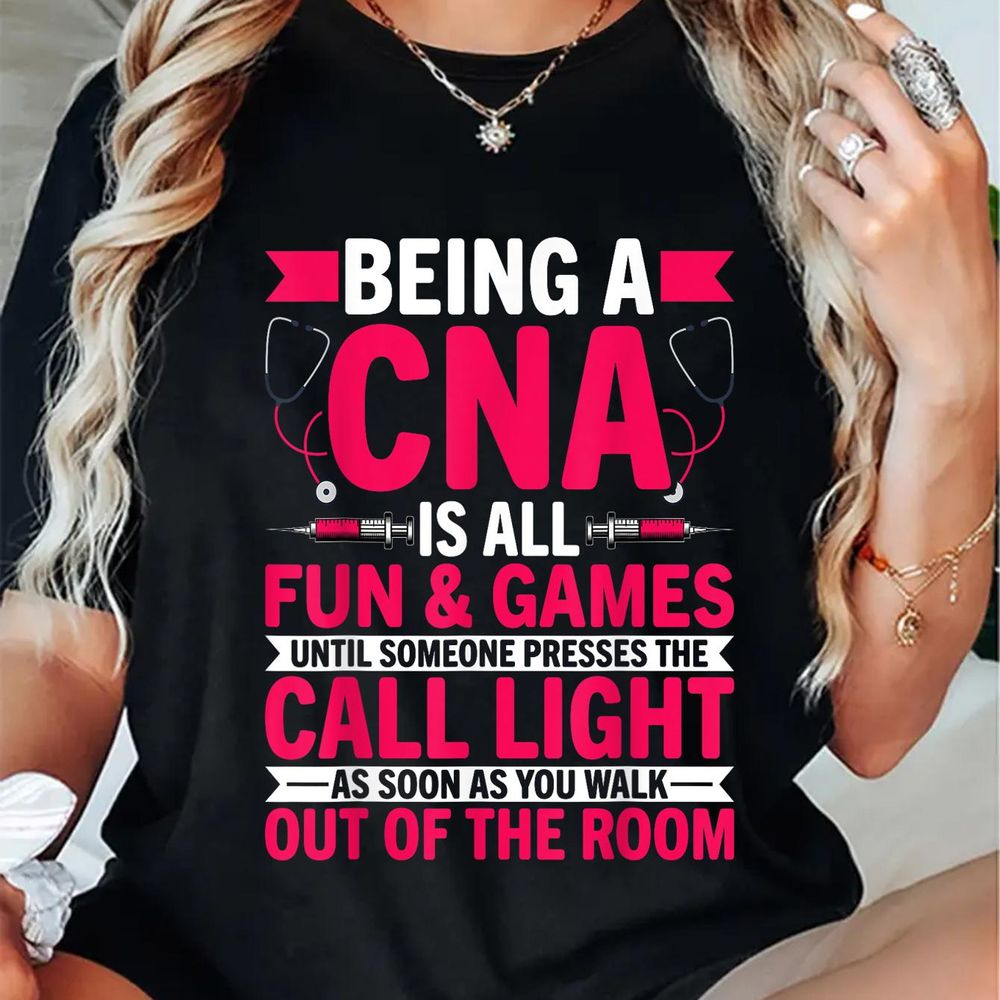 BEING A
CNA
IS ALL
FUN & GAMES
UNTIL SOMEONE PRESSES THE
CALL LIGHT
AS SOON AS YOU WALK
OUT OF THE ROOM